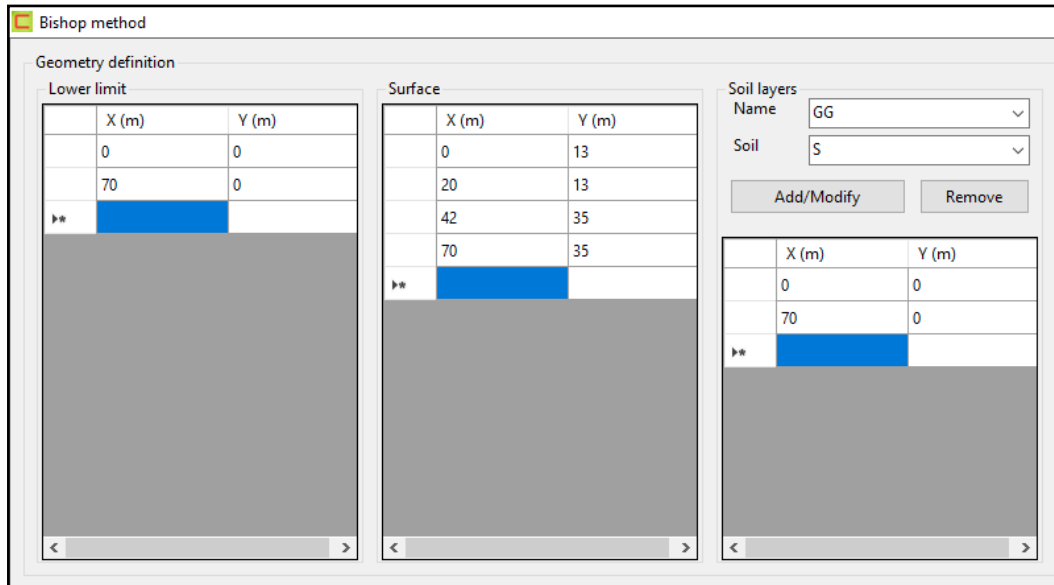 Bishop method
Geometry definition
Lower limit
X (m) Y (m)
0 0
70 0
Surface
X (m) Y (m)
0 13
20 13
42 35
70 35
Soil layers
Name GG
Soil S
Add/Modify Remove
X (m) Y (m)
0 0
70 0